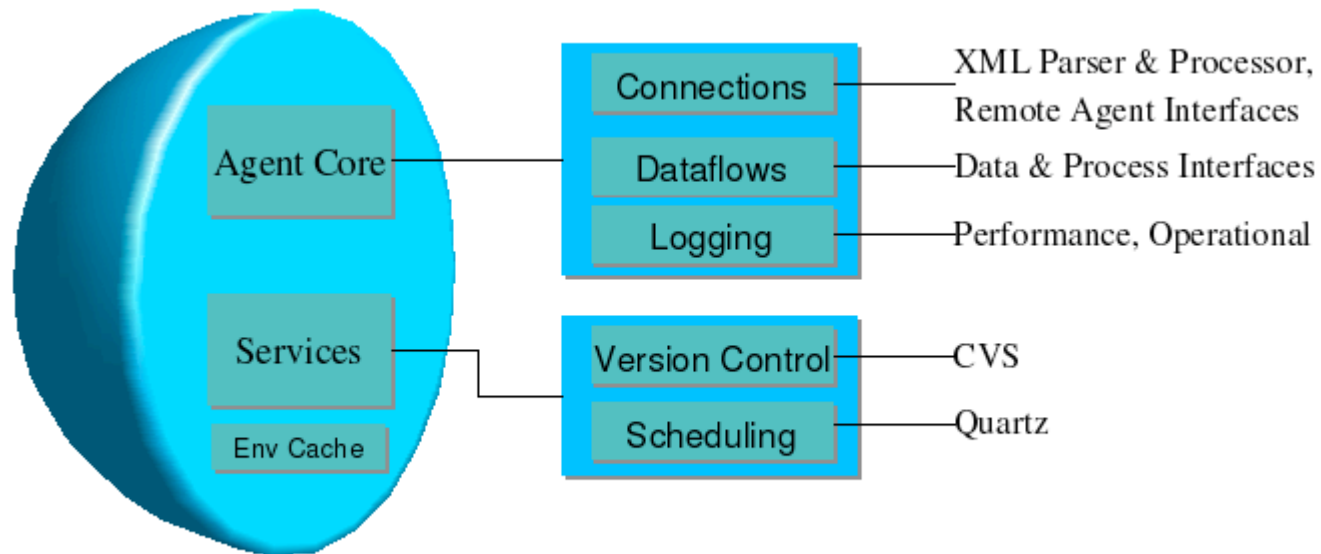 Agent Core
Services
Env Cache
Connections
Dataflows
Logging
Version Control
Scheduling
XML Parser & Processor,
Remote Agent Interfaces
Data & Process Interfaces
Performance, Operational
CVS
Quartz